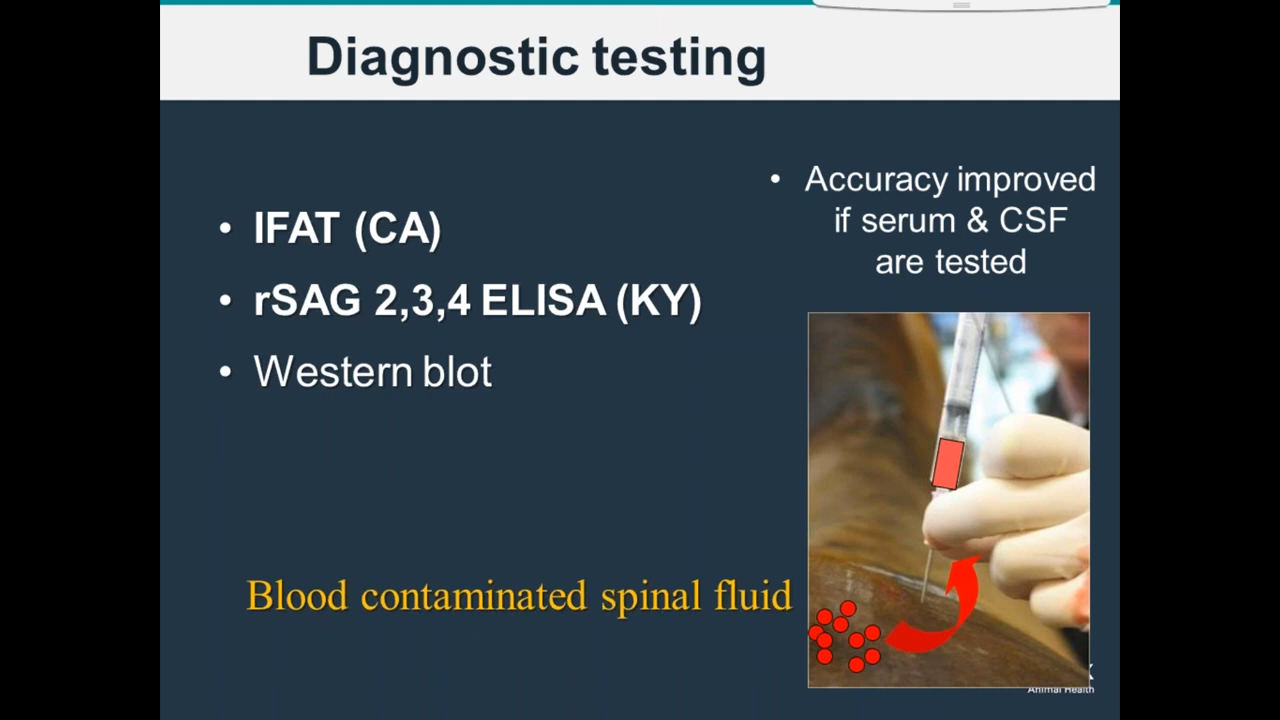 Diagnostic testing
• IFAT (CA)
• rSAG 2,3,4 ELISA (KY)
• Western blot
• Accuracy improved
if serum & CSF
are tested
Blood contaminated spinal fluid
Animal Health